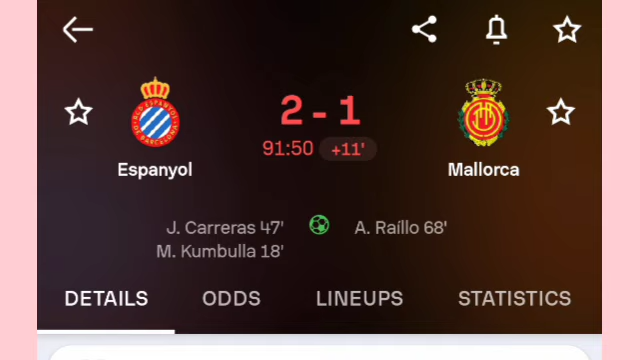 2 - 1
91:50 +11'
Espanyol
Mallorca
J. Carreras 47'
A. Raíllo 68'
M. Kumbulla 18'
DETAILS
ODDS
LINEUPS
STATISTICS